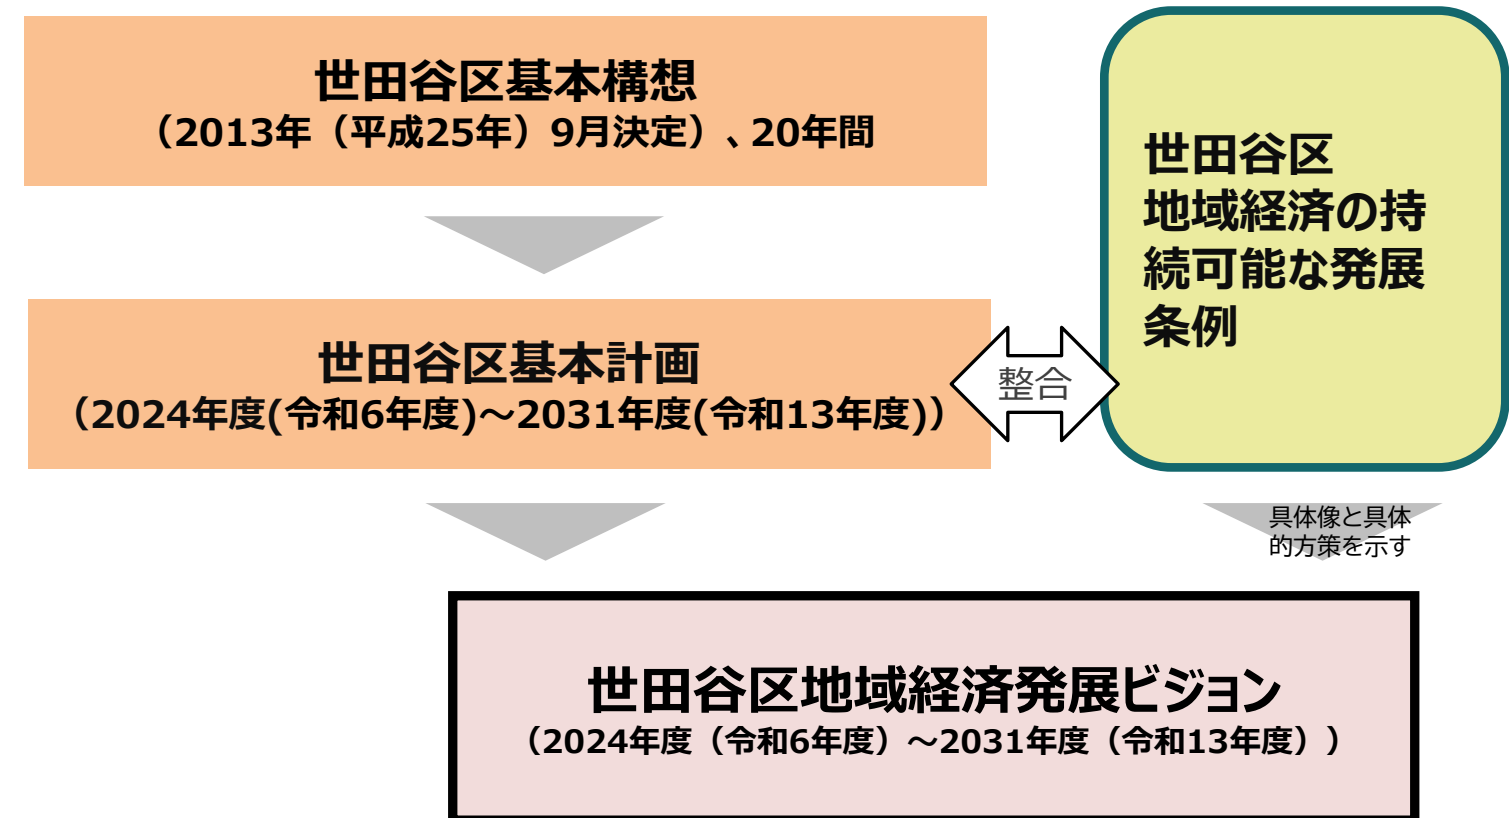 世田谷区基本構想
（2013年（平成25年）9月決定）、20年間
世田谷区
地域経済の持
続可能な発展
条例
世田谷区基本計画
（2024年度(令和6年度)～2031年度(令和13年度)）
整合
具体像と具体
的方策を示す
世田谷区地域経済発展ビジョン
（2024年度（令和6年度）～2031年度（令和13年度））